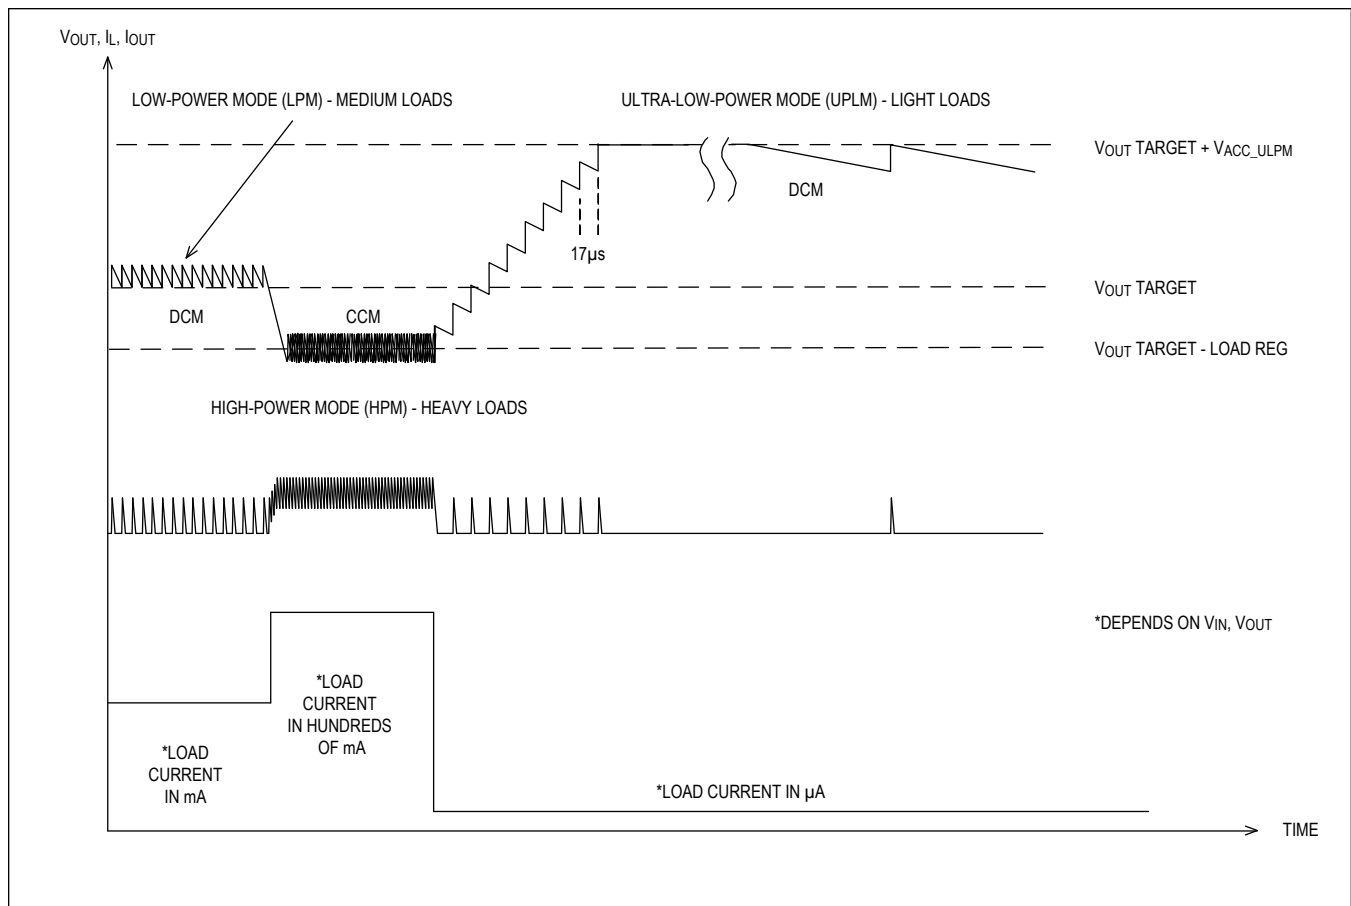 VOUT, IL, IOUT
LOW-POWER MODE (LPM) - MEDIUM LOADS
ULTRA-LOW-POWER MODE (UPLM) - LIGHT LOADS
VOUT TARGET + VACC_ULPM
DCM
17µs
VOUT TARGET
DCM
CCM
VOUT TARGET - LOAD REG
HIGH-POWER MODE (HPM) - HEAVY LOADS
*DEPENDS ON VIN, VOUT
*LOAD
CURRENT
IN HUNDREDS
OF mA
*LOAD
CURRENT
IN mA
*LOAD CURRENT IN µA
TIME